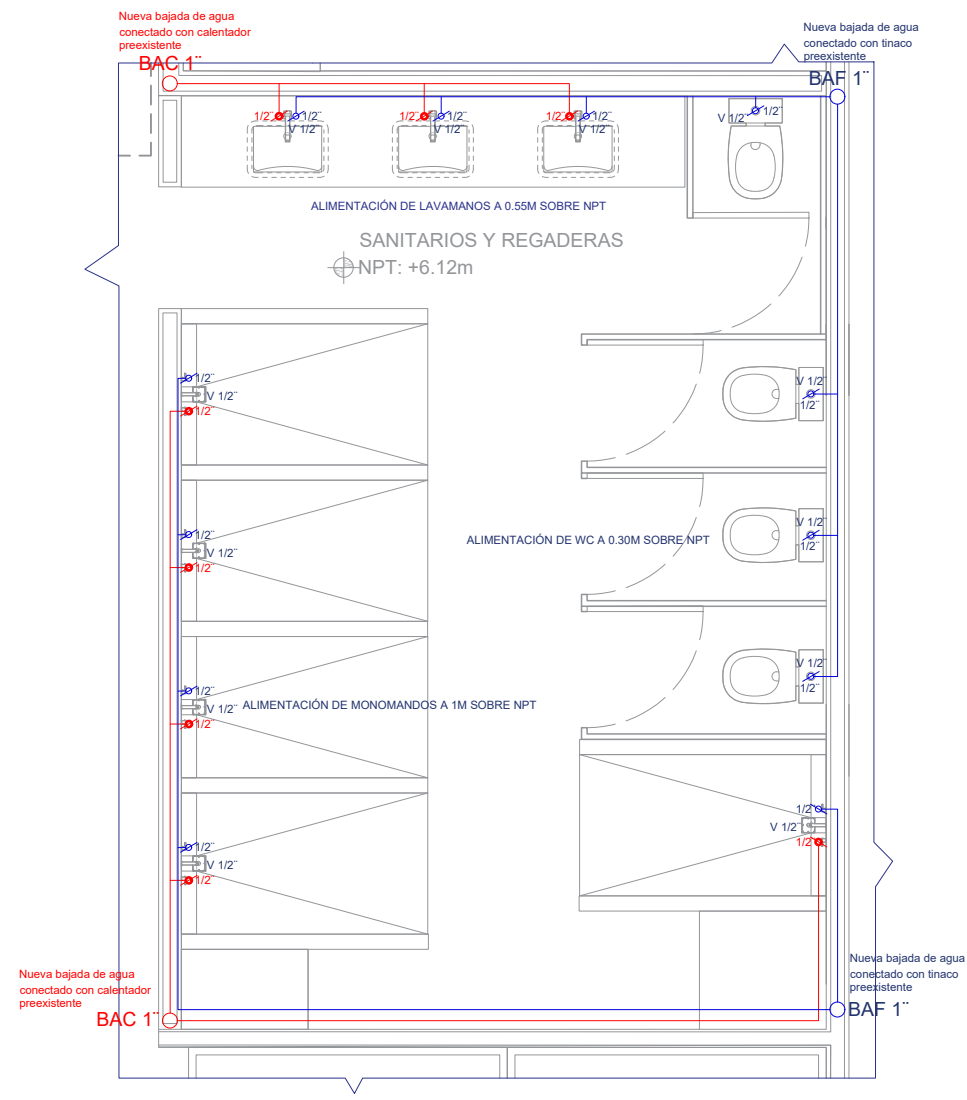 Nueva bajada de agua
conectado con calentador
preexistente
BAC 1¨
Nueva bajada de agua
conectado con tinaco
preexistente
BAF 1¨
1/2¨
1/2¨
V 1/2¨
1/2¨
1/2¨
V 1/2¨
1/2¨
1/2¨
V 1/2¨
V 1/2¨
1/2¨
ALIMENTACIÓN DE LAVAMANOS A 0.55M SOBRE NPT
SANITARIOS Y REGADERAS
NPT: +6.12m
1/2¨
V 1/2¨
1/2¨
V 1/2¨
1/2¨
1/2¨
V 1/2¨
1/2¨
ALIMENTACIÓN DE WC A 0.30M SOBRE NPT
V 1/2¨
1/2¨
1/2¨
V 1/2¨
1/2¨
ALIMENTACIÓN DE MONOMANDOS A 1M SOBRE NPT
V 1/2¨
1/2¨
1/2¨
V 1/2¨
1/2¨
1/2¨
V 1/2¨
1/2¨
Nueva bajada de agua
conectado con calentador
preexistente
BAC 1¨
Nueva bajada de agua
conectado con tinaco
preexistente
BAF 1¨